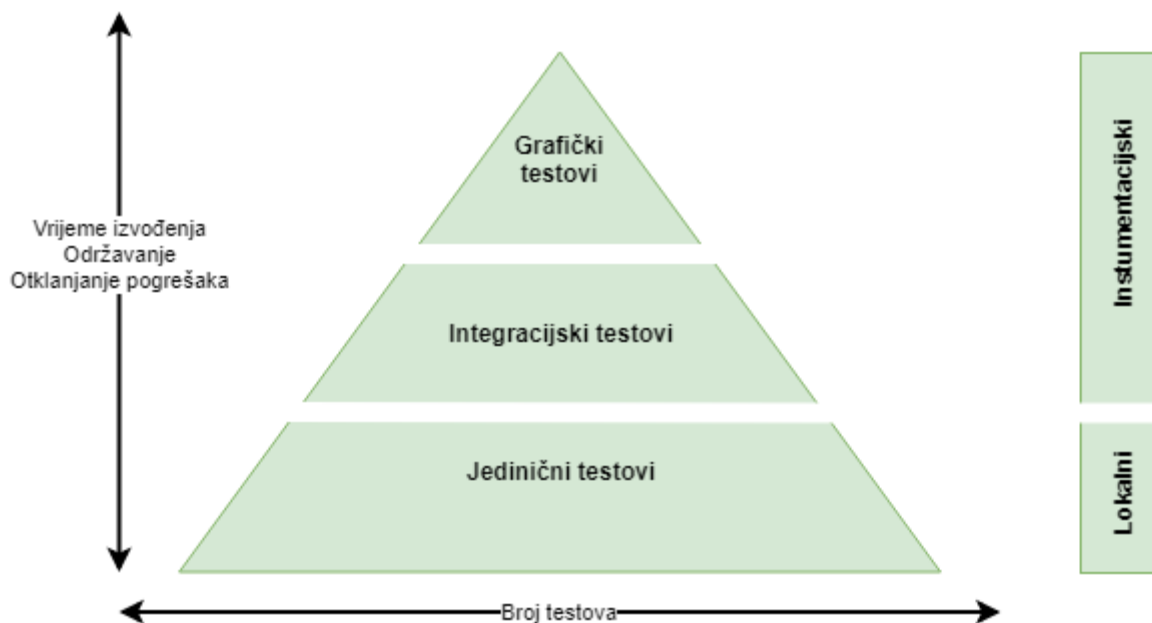 Grafički
testovi
Vrijeme izvođenja
Održavanje
Otklanjanje pogrešaka
Integracijski testovi
Jedinični testovi
Broj testova
Instumentacijski
Lokalni